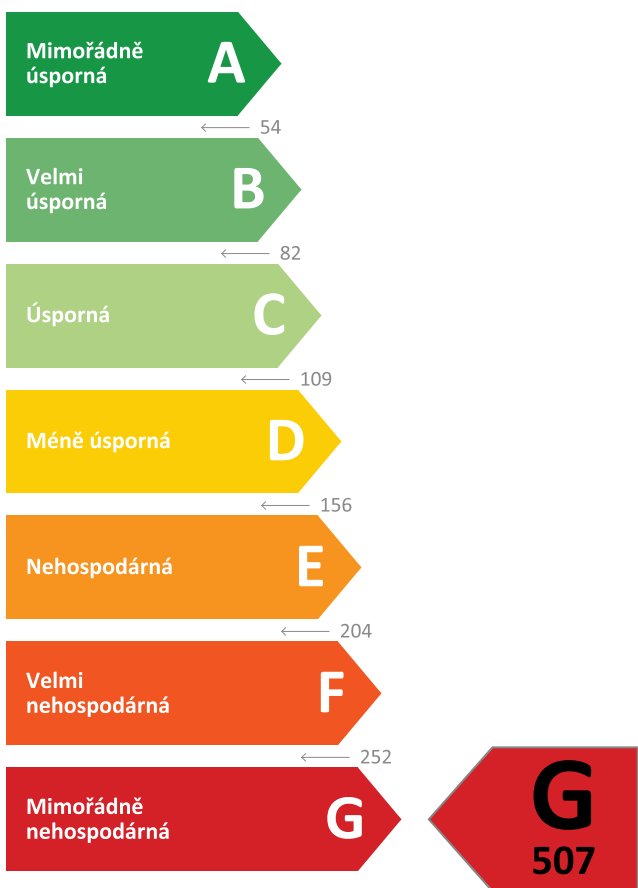 Mimořádně
úsporná
A
54
Velmi
úsporná
B
82
Úsporná
C
109
Méně úsporná
D
156
Nehospodárná
E
204
Velmi
nehospodárná
F
252
Mimořádně
nehospodárná
G
G
507